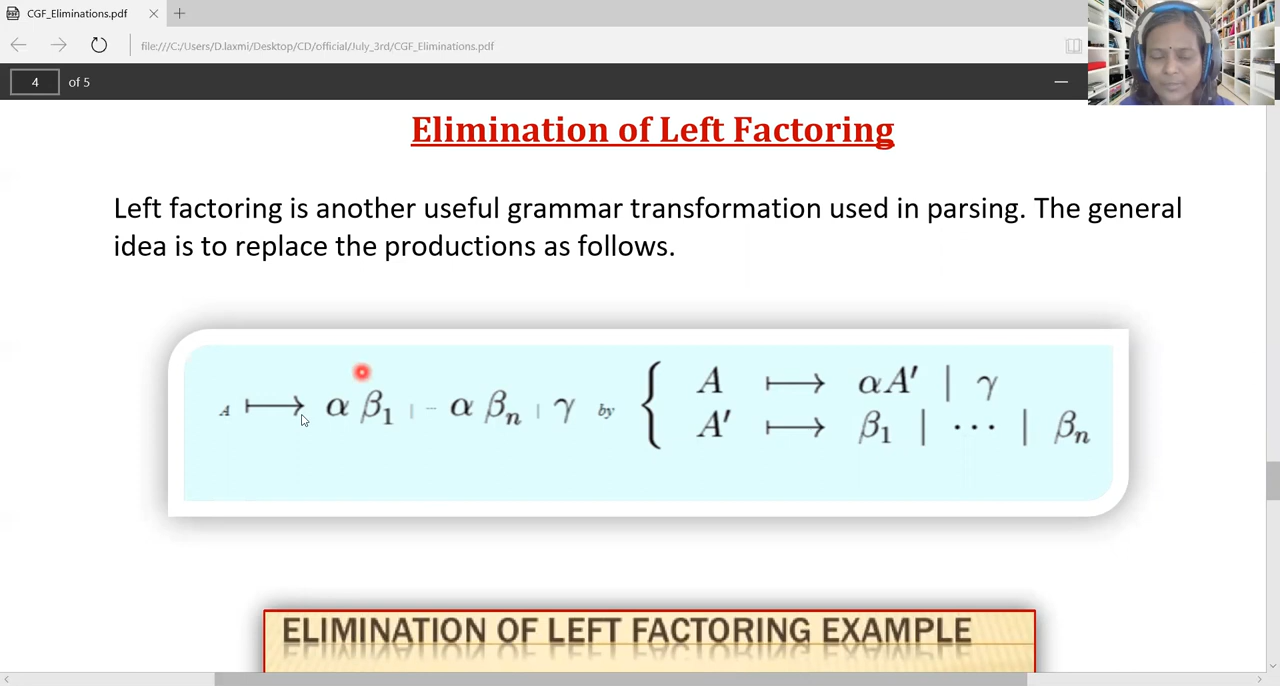 CGF_Eliminations.pdf
file:///C:/Users/D.laxmi/Desktop/CD/official/July_3rd/CGF_Eliminations.pdf
4 of 5
Elimination of Left Factoring
Left factoring is another useful grammar transformation used in parsing. The general
idea is to replace the productions as follows.
A ⟼ α β₁ | ··· α βₙ | γ by { A ⟼ αA′ | γ
A′ ⟼ β₁ | ··· | βₙ
ELIMINATION OF LEFT FACTORING EXAMPLE